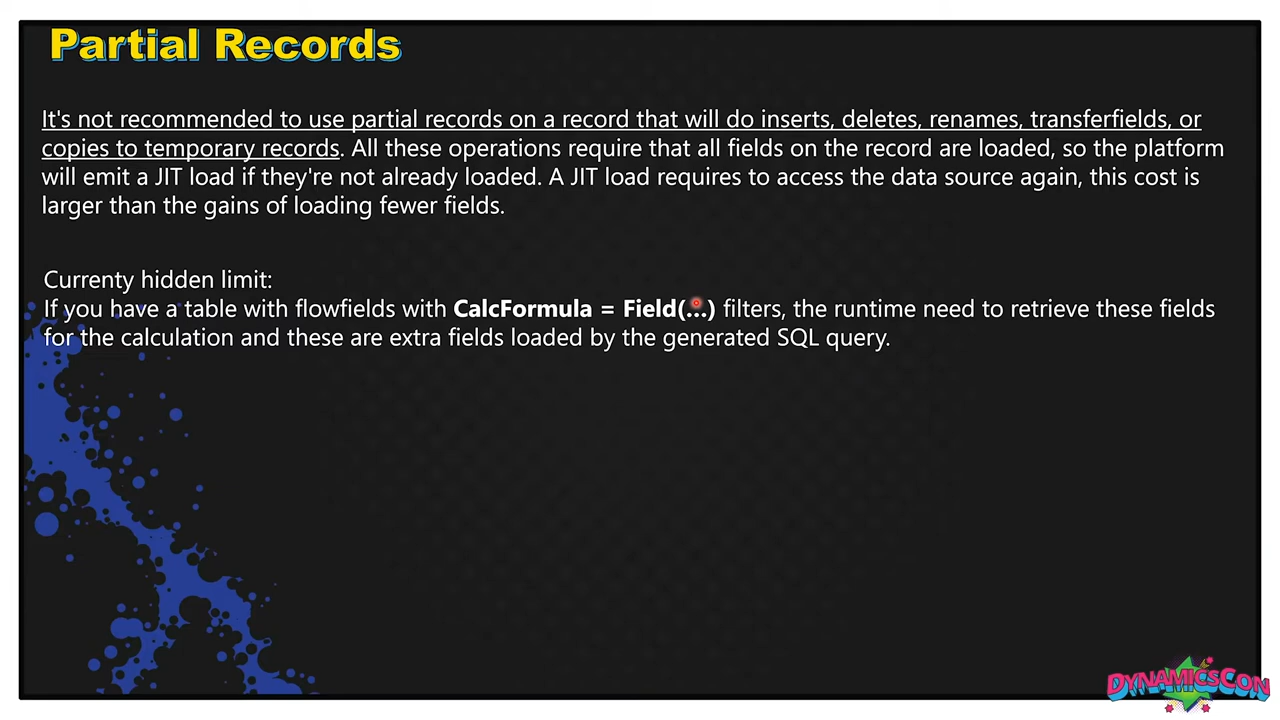 Partial Records
It's not recommended to use partial records on a record that will do inserts, deletes, renames, transferfields, or
copies to temporary records. All these operations require that all fields on the record are loaded, so the platform
will emit a JIT load if they're not already loaded. A JIT load requires to access the data source again, this cost is
larger than the gains of loading fewer fields.
Currenty hidden limit:
If you have a table with flowfields with CalcFormula = Field(...) filters, the runtime need to retrieve these fields
for the calculation and these are extra fields loaded by the generated SQL query.
DYNAMICSCON